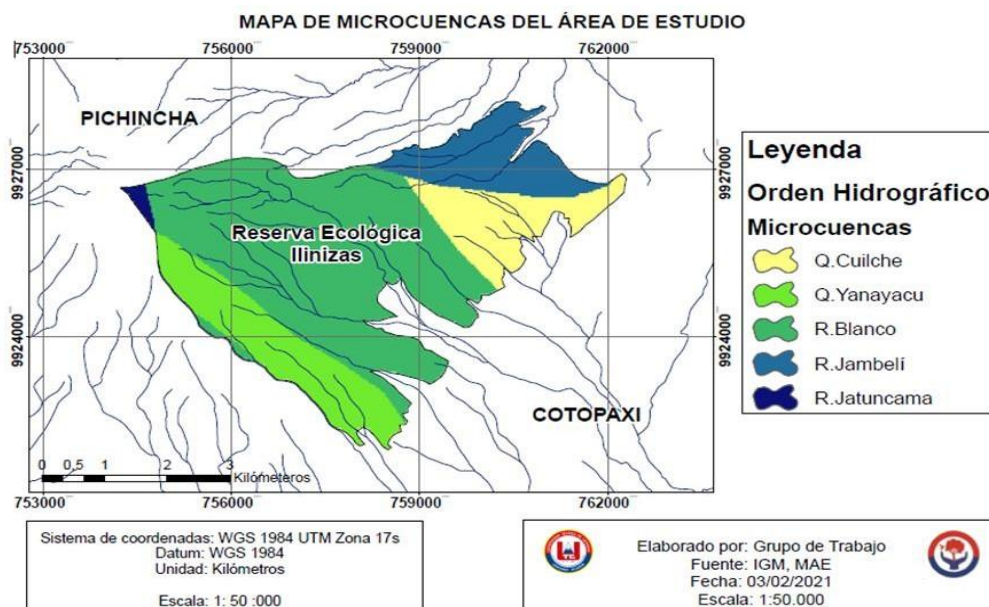 MAPA DE MICROCUENCAS DEL ÁREA DE ESTUDIO
753000
756000
759000
762000
PICHINCHA
9927000
9927000
Reserva Ecológica
Ilinizas
9924000
9924000
COTOPAXI
0 0,5 1 2 3
Kilómeteros
753000
756000
759000
762000
Leyenda
Orden Hidrográfico
Microcuencas
Q.Cuilche
Q.Yanayacu
R.Blanco
R.Jambelí
R.Jatuncama
Sistema de coordenadas: WGS 1984 UTM Zona 17s
Datum: WGS 1984
Unidad: Kilómetros
Escala: 1: 50 :000
Elaborado por: Grupo de Trabajo
Fuente: IGM, MAE
Fecha: 03/02/2021
Escala: 1:50.000